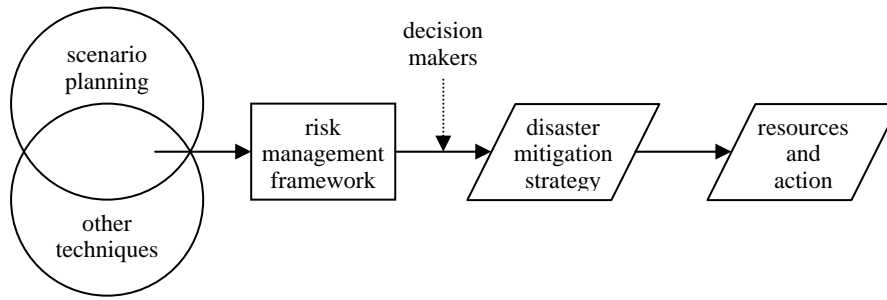 scenario
planning
other
techniques
risk
management
framework
decision
makers
disaster
mitigation
strategy
resources
and
action